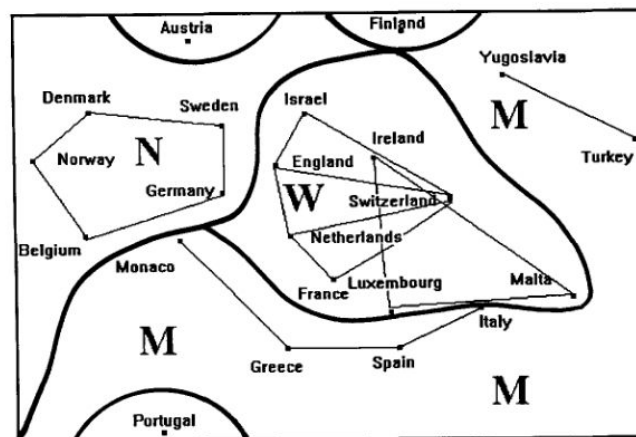 Austria
Finland
Yugoslavia
Denmark
Sweden
Israel
M
Ireland
N
Norway
England
Turkey
Germany
W
Switzerland
Belgium
Netherlands
Monaco
France
Luxembourg
Malta
Italy
M
Greece
Spain
M
Portugal